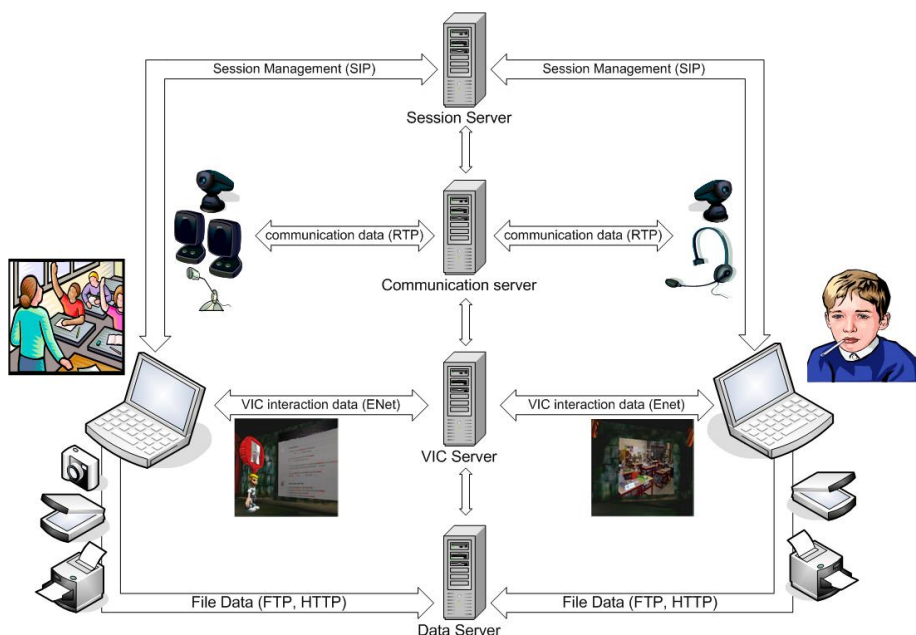 Session Management (SIP)
Session Management (SIP)
Session Server
communication data (RTP)
communication data (RTP)
Communication server
VIC interaction data (ENet)
VIC interaction data (Enet)
VIC Server
File Data (FTP, HTTP)
File Data (FTP, HTTP)
Data Server